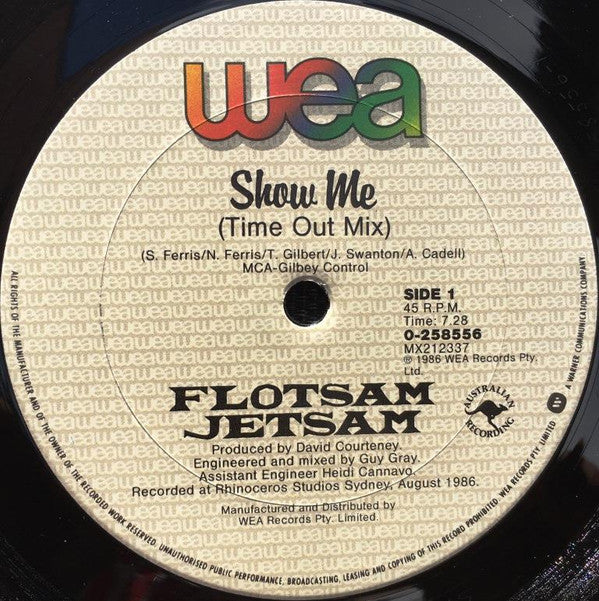 wea
Show Me
(Time Out Mix)
(S. Ferris/N. Ferris/T. Gilbert/J. Swanton/A. Cadell)
MCA-Gilbey Control
SIDE 1
45 R.P.M.
Time: 7.28
0-258556
MX212337
℗ 1986 WEA Records Pty.
Ltd.
FLOTSAM
JETSAM
AUSTRALIAN
RECORDING
Produced by David Courteney.
Engineered and mixed by Guy Gray.
Assistant Engineer Heidi Cannavo.
Recorded at Rhinoceros Studios Sydney, August 1986.
Manufactured and Distributed by
WEA Records Pty. Limited.
ALL RIGHTS OF THE MANUFACTURER AND OF THE OWNER OF THE RECORDED WORK RESERVED. UNAUTHORISED PUBLIC PERFORMANCE, BROADCASTING, LEASING AND COPYING OF THIS RECORD PROHIBITED. WEA RECORDS PTY LIMITED
A WARNER COMMUNICATIONS COMPANY.